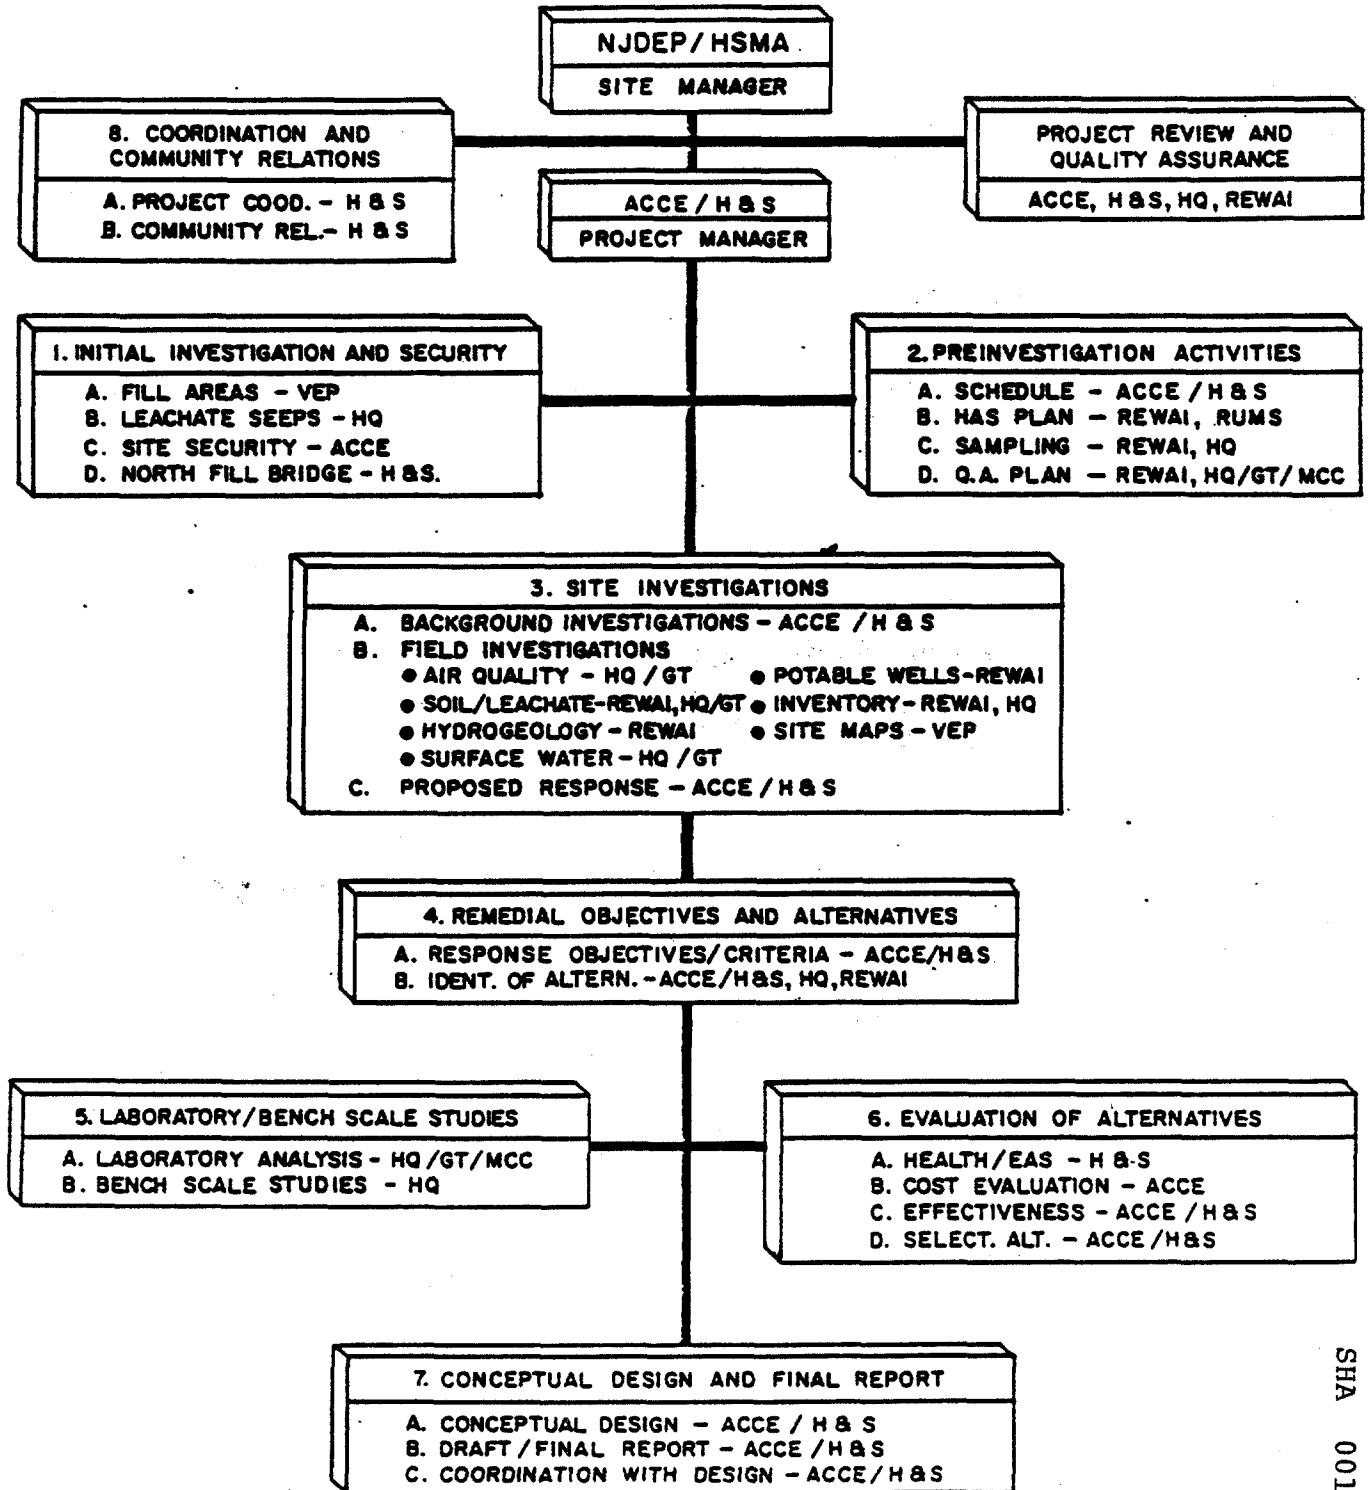 NJDEP/HSMA
SITE MANAGER
8. COORDINATION AND
COMMUNITY RELATIONS
A. PROJECT COOD. - H & S
B. COMMUNITY REL.- H & S
PROJECT REVIEW AND
QUALITY ASSURANCE
ACCE, H & S, HQ, REWAI
ACCE / H & S
PROJECT MANAGER
1. INITIAL INVESTIGATION AND SECURITY
A. FILL AREAS - VEP
B. LEACHATE SEEPS - HQ
C. SITE SECURITY - ACCE
D. NORTH FILL BRIDGE - H & S.
2. PREINVESTIGATION ACTIVITIES
A. SCHEDULE - ACCE / H & S
B. HAS PLAN - REWAI, RUMS
C. SAMPLING - REWAI, HQ
D. Q.A. PLAN - REWAI, HQ/GT/MCC
3. SITE INVESTIGATIONS
A. BACKGROUND INVESTIGATIONS - ACCE / H & S
B. FIELD INVESTIGATIONS
● AIR QUALITY - HQ / GT ● POTABLE WELLS-REWAI
● SOIL/LEACHATE-REWAI,HQ/GT ● INVENTORY-REWAI, HQ
● HYDROGEOLOGY - REWAI ● SITE MAPS - VEP
● SURFACE WATER - HQ / GT
C. PROPOSED RESPONSE - ACCE / H & S
4. REMEDIAL OBJECTIVES AND ALTERNATIVES
A. RESPONSE OBJECTIVES/CRITERIA - ACCE/H & S
B. IDENT. OF ALTERN. -ACCE/H & S, HQ, REWAI
5. LABORATORY/BENCH SCALE STUDIES
A. LABORATORY ANALYSIS - HQ/GT/MCC
B. BENCH SCALE STUDIES - HQ
6. EVALUATION OF ALTERNATIVES
A. HEALTH/EAS - H & S
B. COST EVALUATION - ACCE
C. EFFECTIVENESS - ACCE / H & S
D. SELECT. ALT. - ACCE / H & S
7. CONCEPTUAL DESIGN AND FINAL REPORT
A. CONCEPTUAL DESIGN - ACCE / H & S
B. DRAFT / FINAL REPORT - ACCE / H & S
C. COORDINATION WITH DESIGN - ACCE / H & S
SHA 001